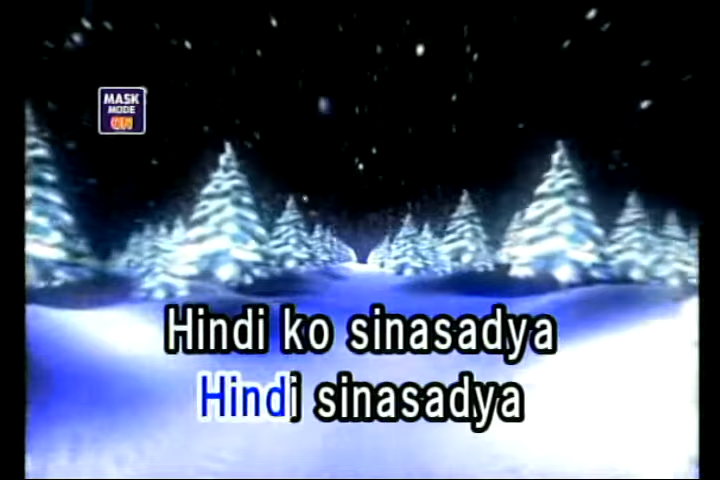 MASK
MODE
ON
Hindi ko sinasadya
Hindi sinasadya